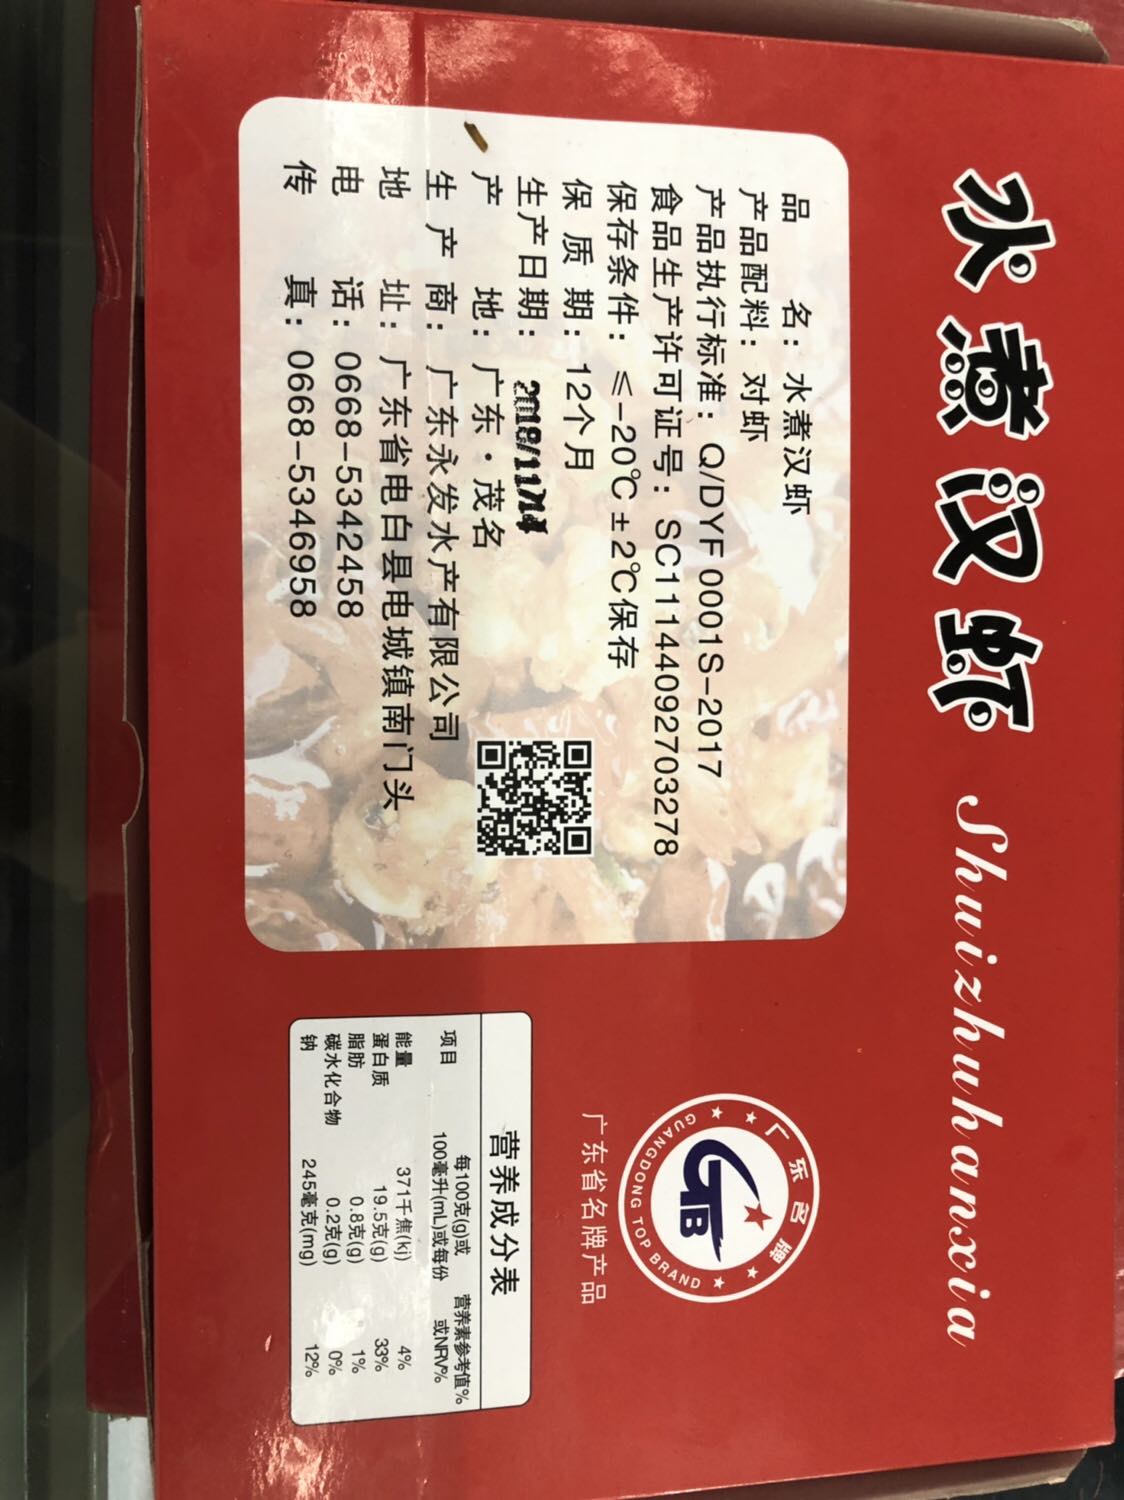 水煮汉虾 Shuizhuhanxia
品 名：水煮汉虾
产品配料：对虾
产品执行标准：Q/DYF 0001S-2017
食品生产许可证号：SC11144092703278
保存条件：≤-20℃±2℃保存
保 质 期：12个月
生产日期：2018/11/14
产 地：广东·茂名
生 产 商：广东永发水产有限公司
地 址：广东省电白县电城镇南门头
电 话：0668-5342458
传 真：0668-5346958
广东名牌
GTB
GUANGDONG TOP BRAND
广东省名牌产品
营养成分表
项目 每100克(g)或100毫升(mL)或每份 营养素参考值%或NRV%
能量 371千焦(kj) 4%
蛋白质 19.5克(g) 33%
脂肪 0.8克(g) 1%
碳水化合物 0.2克(g) 0%
钠 245毫克(mg) 12%